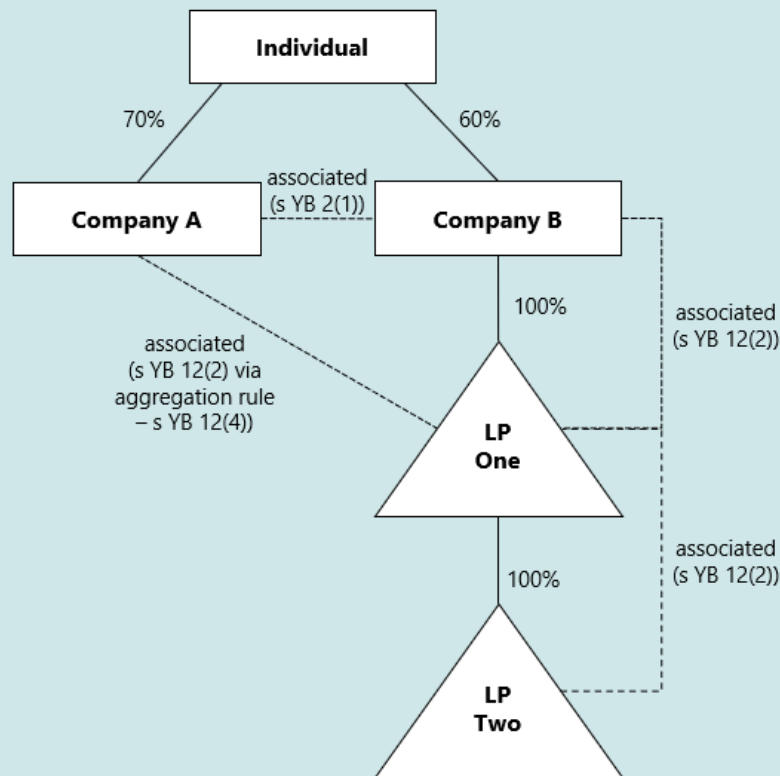 Individual
70%
60%
associated
(s YB 2(1))
Company A
Company B
100%
associated
(s YB 12(2))
associated
(s YB 12(2) via
aggregation rule
– s YB 12(4))
LP
One
associated
(s YB 12(2))
100%
LP
Two